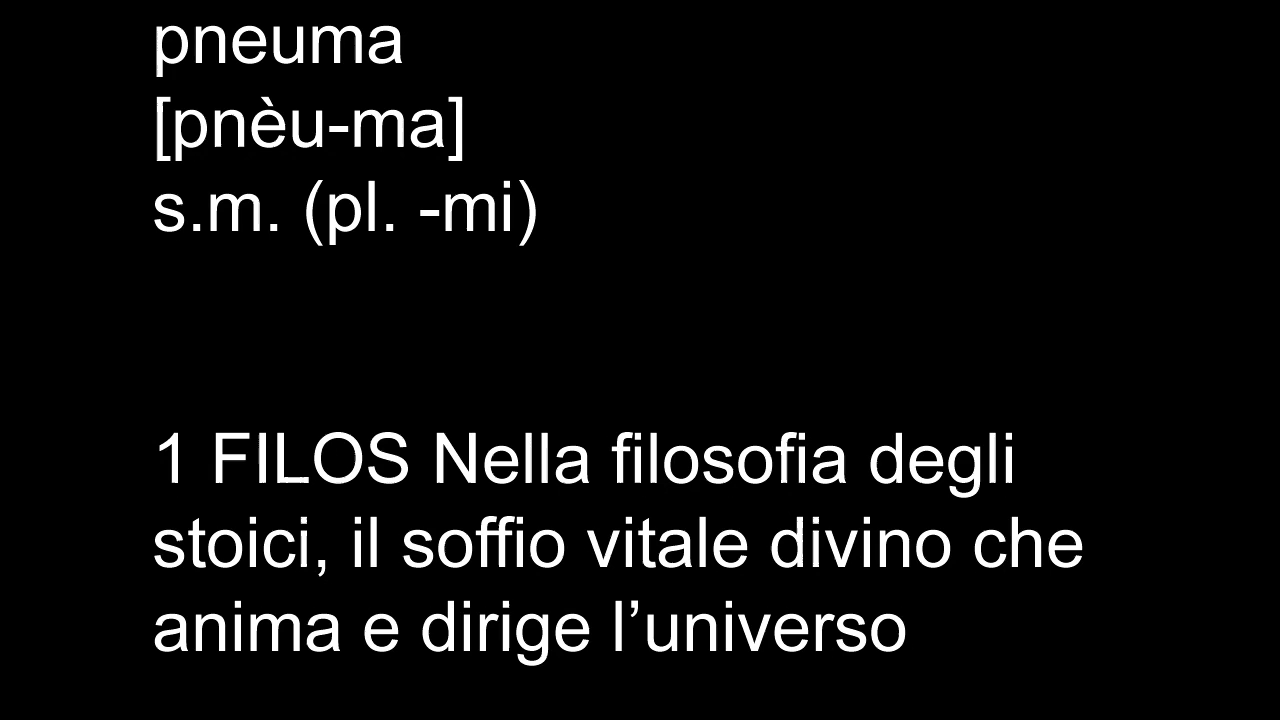 pneuma
[pnèu-ma]
s.m. (pl. -mi)
1 FILOS Nella filosofia degli
stoici, il soffio vitale divino che
anima e dirige l’universo